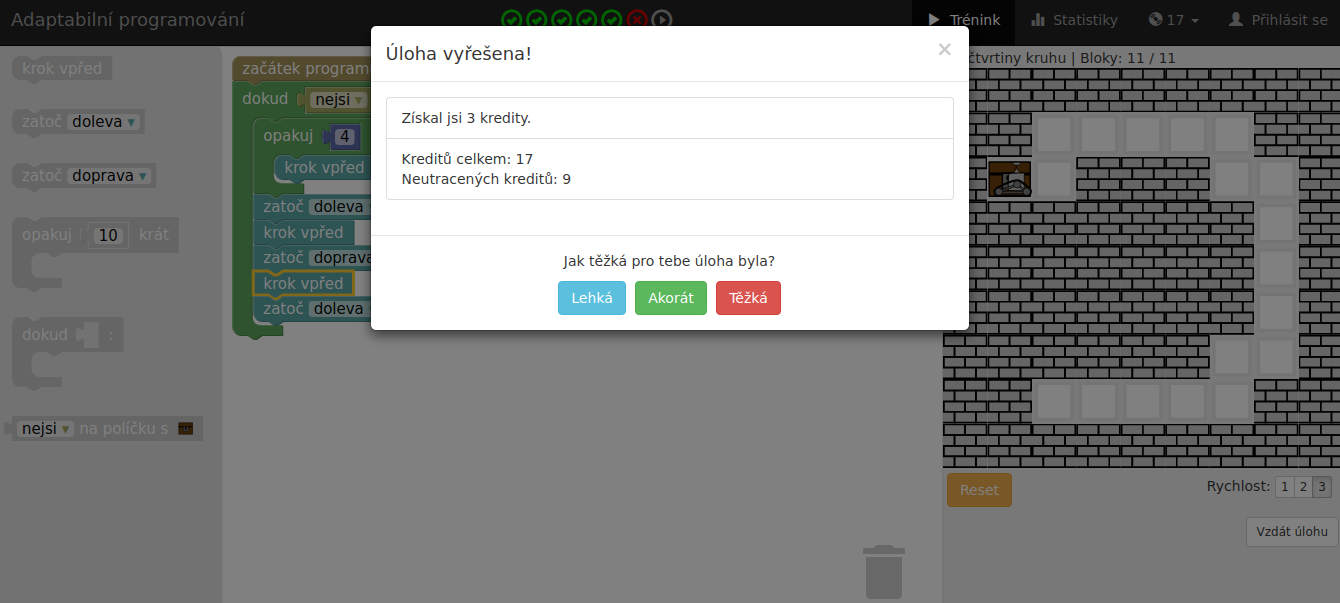 Adaptabilní programování
Trénink
Statistiky
17
Přihlásit se
krok vpřed
zatoč doleva
zatoč doprava
opakuj 10 krát
dokud :
nejsi na políčku s
začátek program
dokud nejsi
opakuj 4
krok vpřed
zatoč doleva
krok vpřed
zatoč doprava
krok vpřed
zatoč doleva
Úloha vyřešena!
×
Získal jsi 3 kredity.
Kreditů celkem: 17
Neutracených kreditů: 9
Jak těžká pro tebe úloha byla?
Lehká
Akorát
Těžká
čtvrtiny kruhu | Bloky: 11 / 11
Reset
Rychlost: 1 2 3
Vzdát úlohu